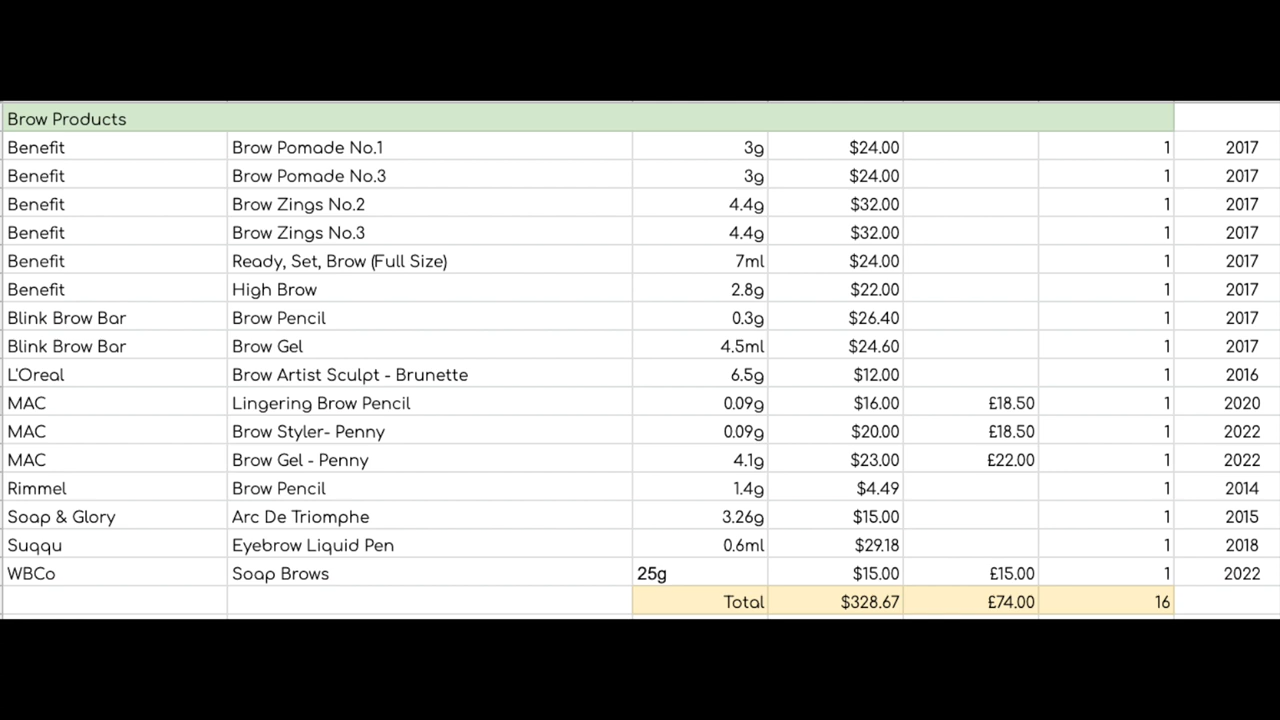 Brow Products
Benefit Brow Pomade No.1 3g $24.00 1 2017
Benefit Brow Pomade No.3 3g $24.00 1 2017
Benefit Brow Zings No.2 4.4g $32.00 1 2017
Benefit Brow Zings No.3 4.4g $32.00 1 2017
Benefit Ready, Set, Brow (Full Size) 7ml $24.00 1 2017
Benefit High Brow 2.8g $22.00 1 2017
Blink Brow Bar Brow Pencil 0.3g $26.40 1 2017
Blink Brow Bar Brow Gel 4.5ml $24.60 1 2017
L'Oreal Brow Artist Sculpt - Brunette 6.5g $12.00 1 2016
MAC Lingering Brow Pencil 0.09g $16.00 £18.50 1 2020
MAC Brow Styler- Penny 0.09g $20.00 £18.50 1 2022
MAC Brow Gel - Penny 4.1g $23.00 £22.00 1 2022
Rimmel Brow Pencil 1.4g $4.49 1 2014
Soap & Glory Arc De Triomphe 3.26g $15.00 1 2015
Suqqu Eyebrow Liquid Pen 0.6ml $29.18 1 2018
WBCo Soap Brows 25g $15.00 £15.00 1 2022
Total $328.67 £74.00 16